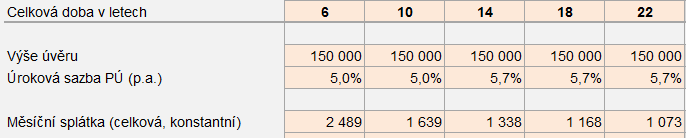 Celková doba v letech 6 10 14 18 22
Výše úvěru 150 000 150 000 150 000 150 000 150 000
Úroková sazba PÚ (p.a.) 5,0% 5,0% 5,7% 5,7% 5,7%
Měsíční splátka (celková, konstantní) 2 489 1 639 1 338 1 168 1 073